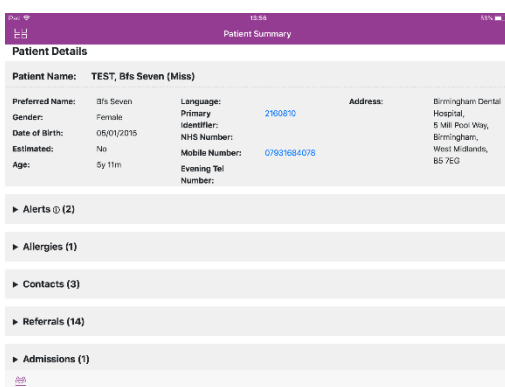 iPad 13:56 55%
Patient Summary
Patient Details
Patient Name: TEST, Bfs Seven (Miss)
Preferred Name: Bfs Seven
Gender: Female
Date of Birth: 05/01/2015
Estimated: No
Age: 5y 11m
Language:
Primary Identifier: 2160810
NHS Number:
Mobile Number: 07931684078
Evening Tel Number:
Address: Birmingham Dental
Hospital,
5 Mill Pool Way,
Birmingham,
West Midlands,
B5 7EG
▶ Alerts ⓘ (2)
▶ Allergies (1)
▶ Contacts (3)
▶ Referrals (14)
▶ Admissions (1)